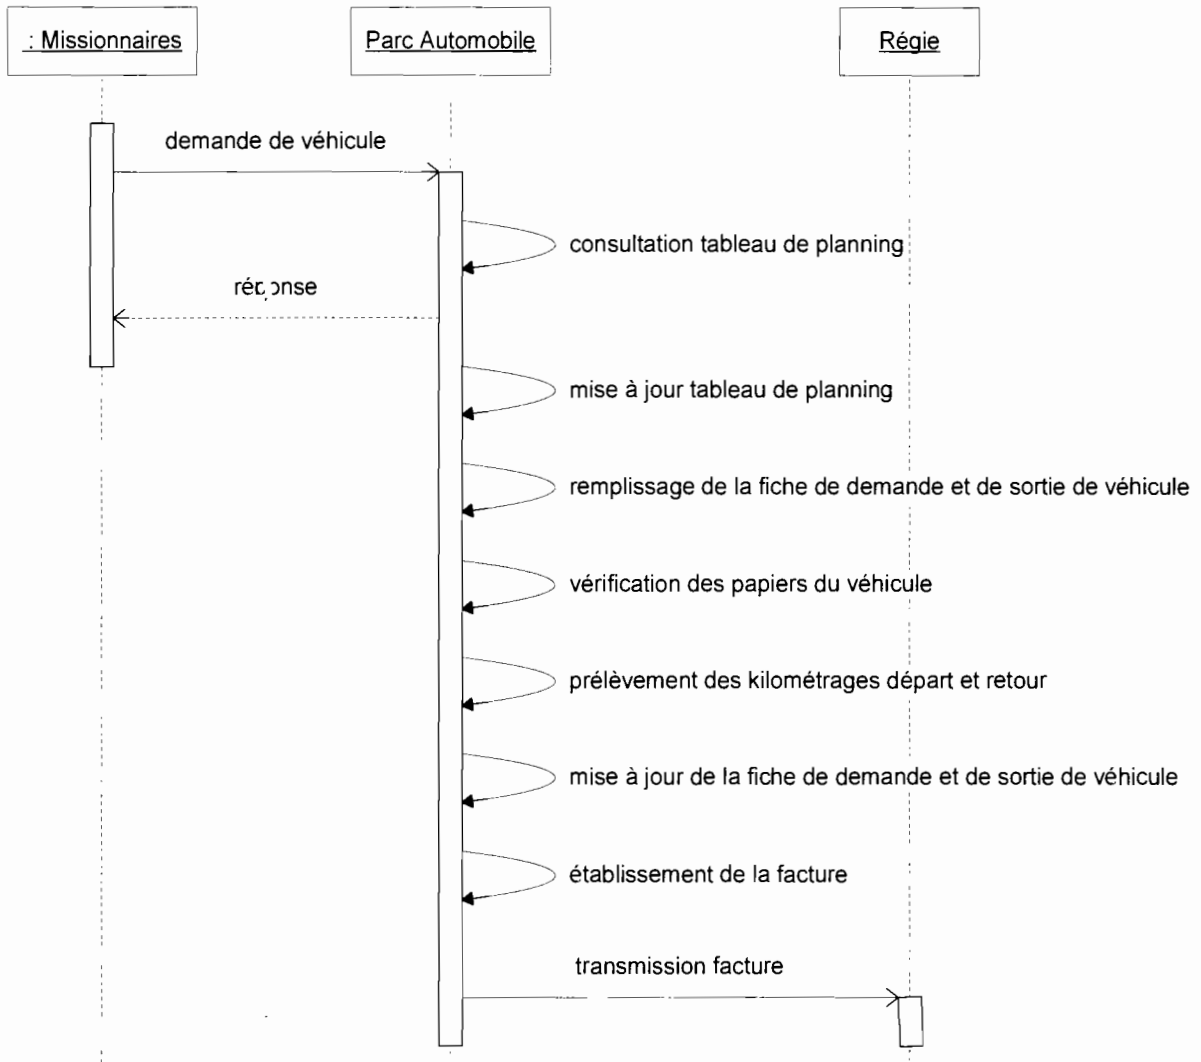 : Missionnaires
Parc Automobile
Régie
demande de véhicule
consultation tableau de planning
réponse
mise à jour tableau de planning
remplissage de la fiche de demande et de sortie de véhicule
vérification des papiers du véhicule
prélèvement des kilométrages départ et retour
mise à jour de la fiche de demande et de sortie de véhicule
établissement de la facture
transmission facture